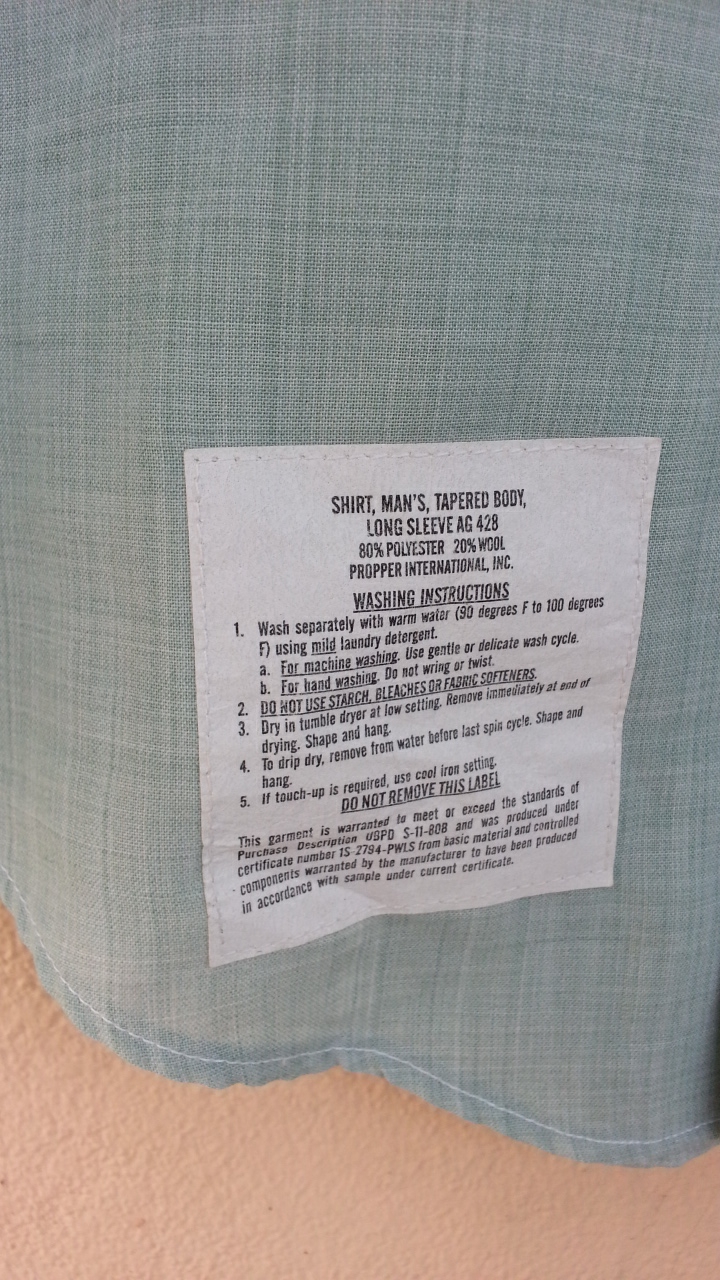 SHIRT, MAN'S, TAPERED BODY,
LONG SLEEVE AG 428
80% POLYESTER 20% WOOL
PROPPER INTERNATIONAL, INC.
WASHING INSTRUCTIONS
1. Wash separately with warm water (90 degrees F to 100 degrees
F) using mild laundry detergent.
a. For machine washing. Use gentle or delicate wash cycle.
b. For hand washing. Do not wring or twist.
2. DO NOT USE STARCH, BLEACHES OR FABRIC SOFTENERS.
3. Dry in tumble dryer at low setting. Remove immediately at end of
drying. Shape and hang.
4. To drip dry, remove from water before last spin cycle. Shape and
hang.
5. If touch-up is required, use cool iron setting.
DO NOT REMOVE THIS LABEL
This garment is warranted to meet or exceed the standards of
Purchase Description USPD S-11-80B and was produced under
certificate number 1S 2794-PWLS from basic material and controlled
components warranted by the manufacturer to have been produced
in accordance with sample under current certificate.